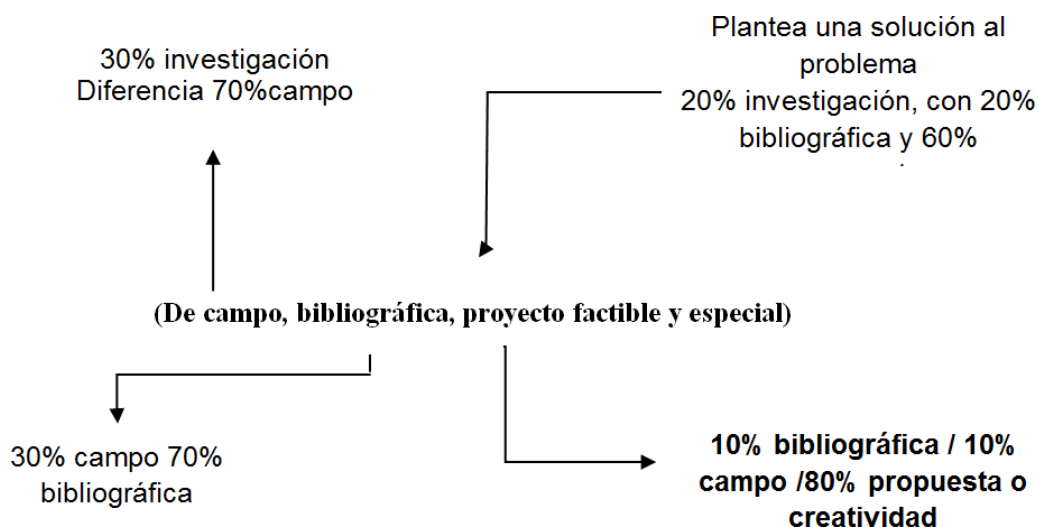 30% investigación
Diferencia 70%campo
Plantea una solución al
problema
20% investigación, con 20%
bibliográfica y 60%
(De campo, bibliográfica, proyecto factible y especial)
30% campo 70%
bibliográfica
10% bibliográfica / 10%
campo /80% propuesta o
creatividad